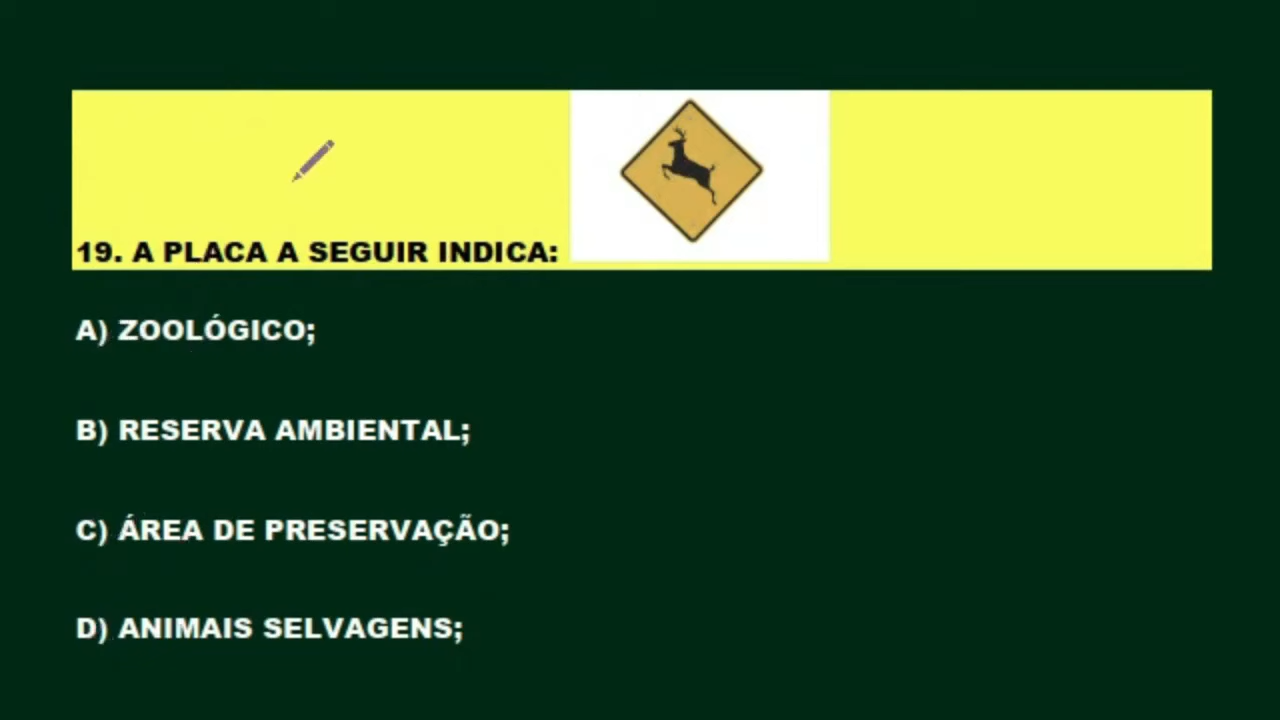 19. A PLACA A SEGUIR INDICA:
A) ZOOLÓGICO;
B) RESERVA AMBIENTAL;
C) ÁREA DE PRESERVAÇÃO;
D) ANIMAIS SELVAGENS;